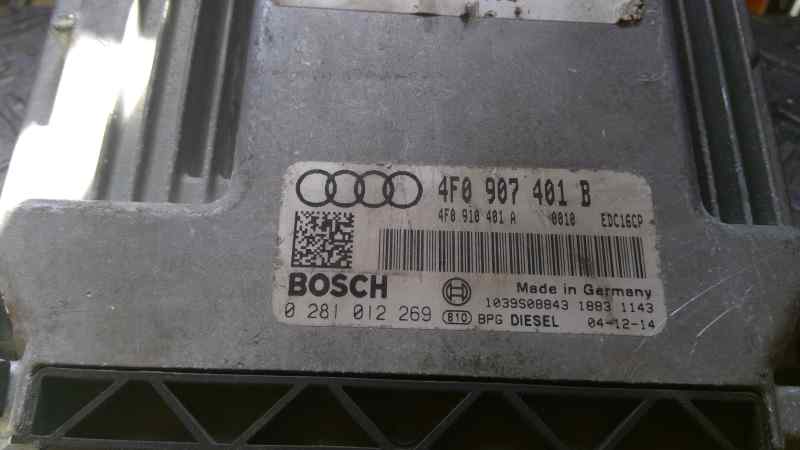 4F0 907 401 B
4F0 910 401 A 0010 EDC16CP
BOSCH
Made in Germany
1039S08843 1883 1143
0 281 012 269 810 BPG DIESEL 04-12-14